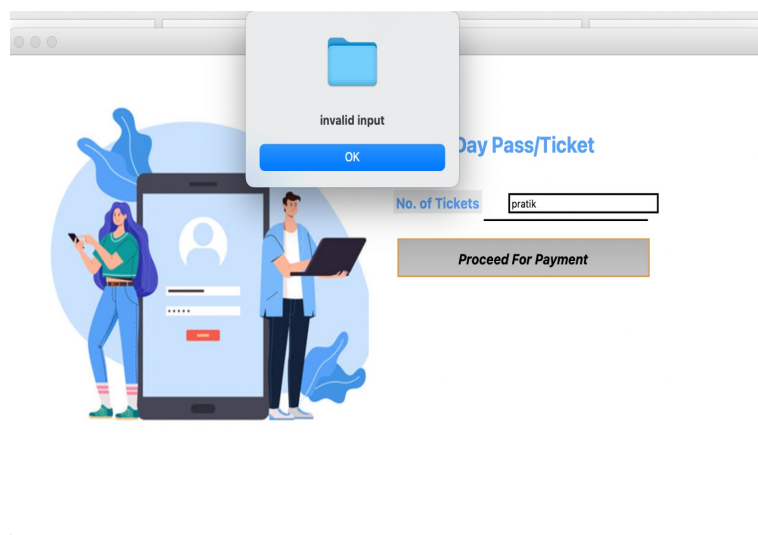 invalid input
OK
Day Pass/Ticket
No. of Tickets
pratik
Proceed For Payment